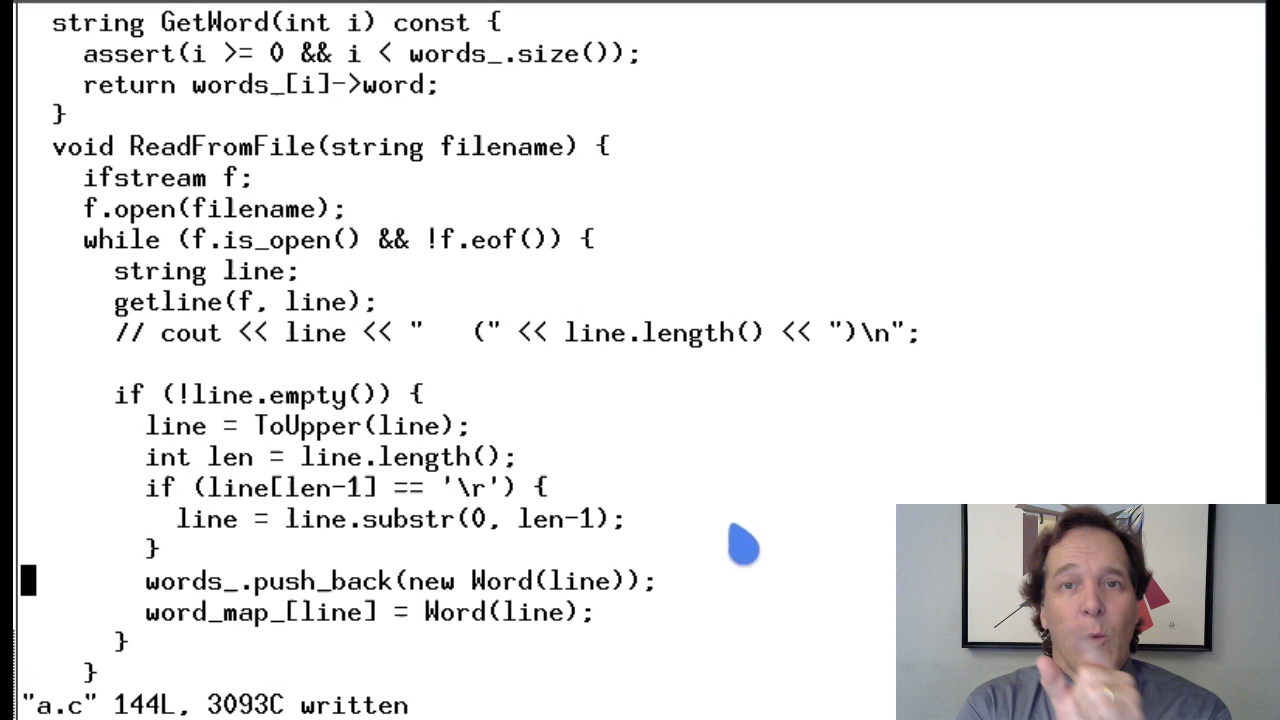 string GetWord(int i) const {
assert(i >= 0 && i < words_.size());
return words_[i]->word;
}
void ReadFromFile(string filename) {
ifstream f;
f.open(filename);
while (f.is_open() && !f.eof()) {
string line;
getline(f, line);
// cout << line << "   (" << line.length() << ")\n";
if (!line.empty()) {
line = ToUpper(line);
int len = line.length();
if (line[len-1] == '\r') {
line = line.substr(0, len-1);
}
words_.push_back(new Word(line));
word_map_[line] = Word(line);
}
}
"a.c" 144L, 3093C written